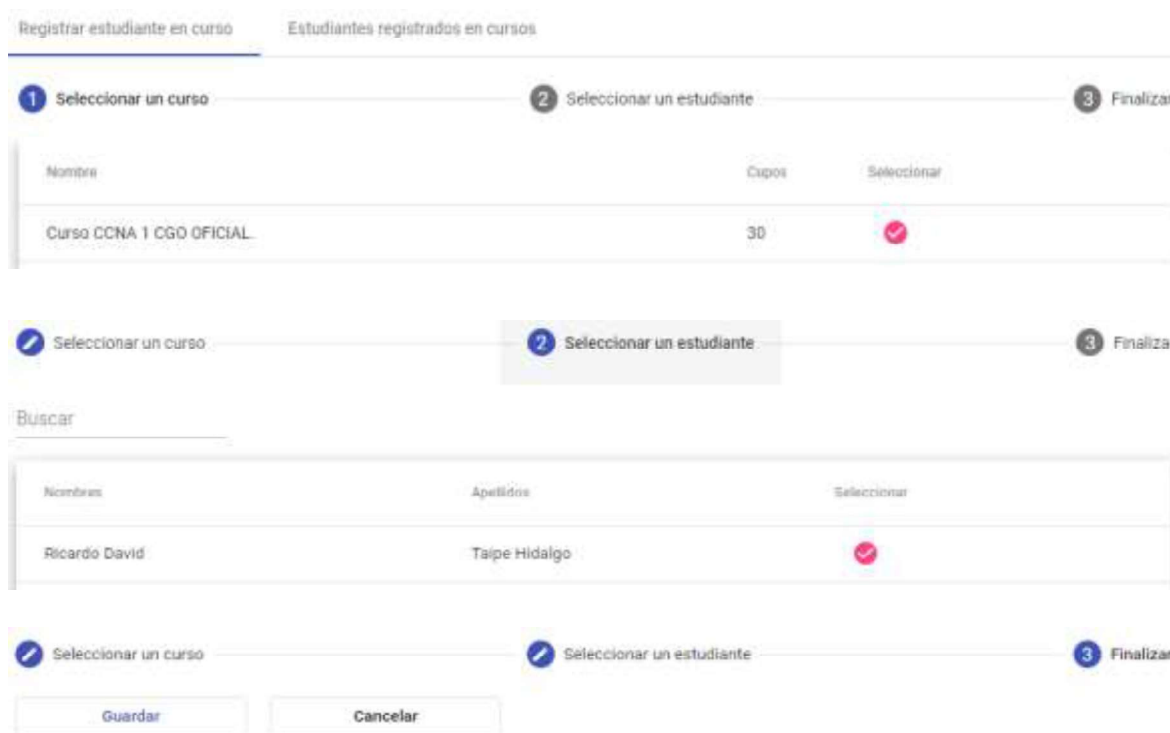 Registrar estudiante en curso Estudiantes registrados en cursos
1 Seleccionar un curso 2 Seleccionar un estudiante 3 Finalizar
Nombre Cupos Seleccionar
Curso CCNA 1 CGO OFICIAL. 30
Seleccionar un curso 2 Seleccionar un estudiante 3 Finaliza
Buscar
Nombres Apellidos Seleccionar
Ricardo David Taipe Hidalgo
Seleccionar un curso Seleccionar un estudiante 3 Finalizar
Guardar Cancelar